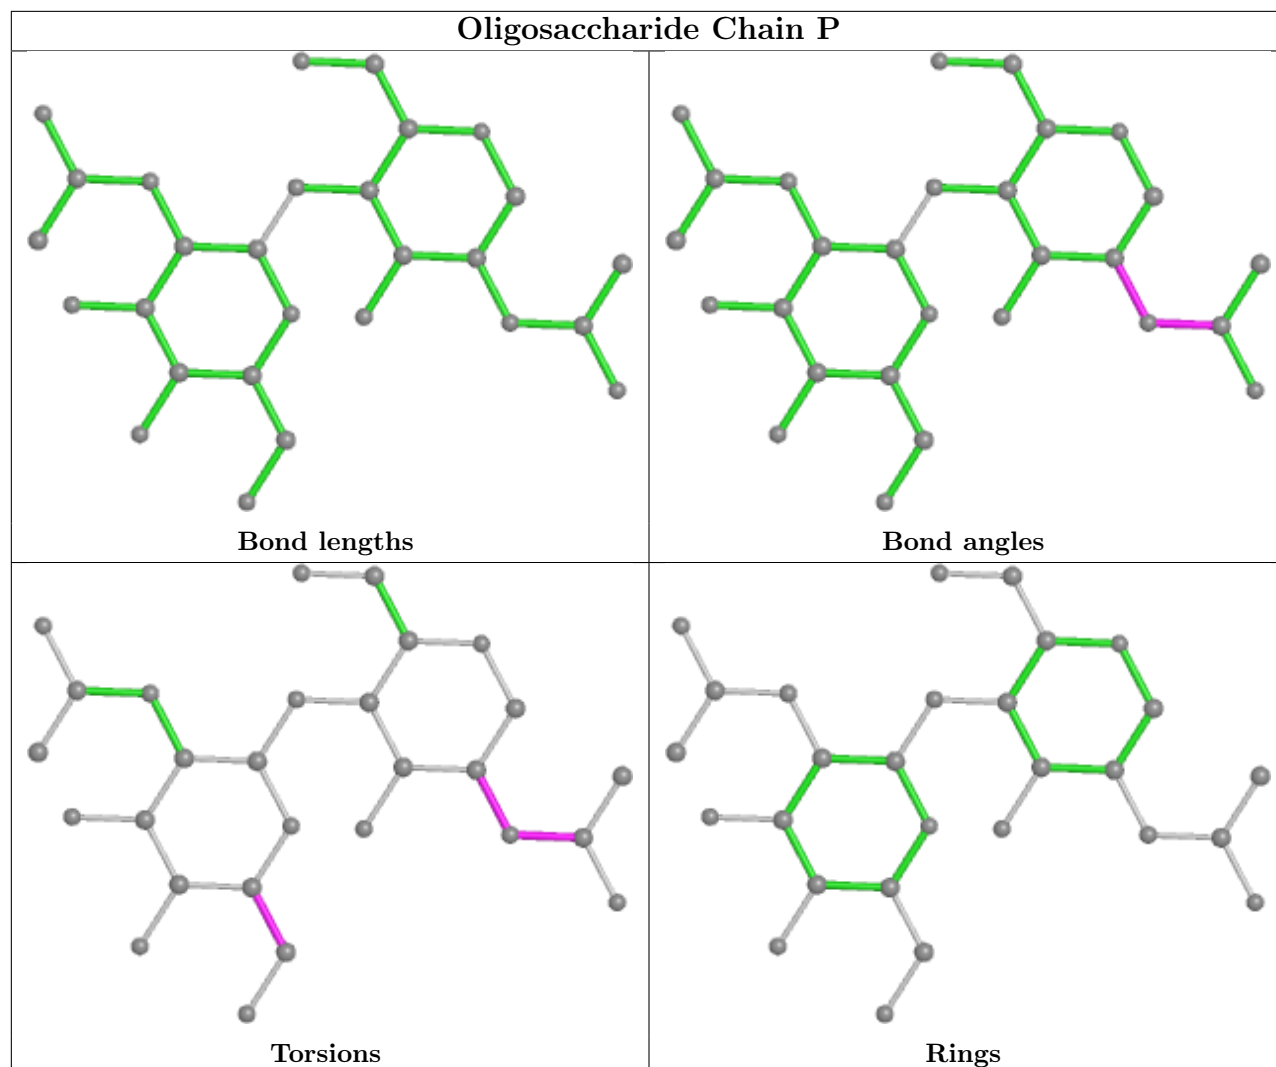 Oligosaccharide Chain P
Bond lengths
Bond angles
Torsions
Rings